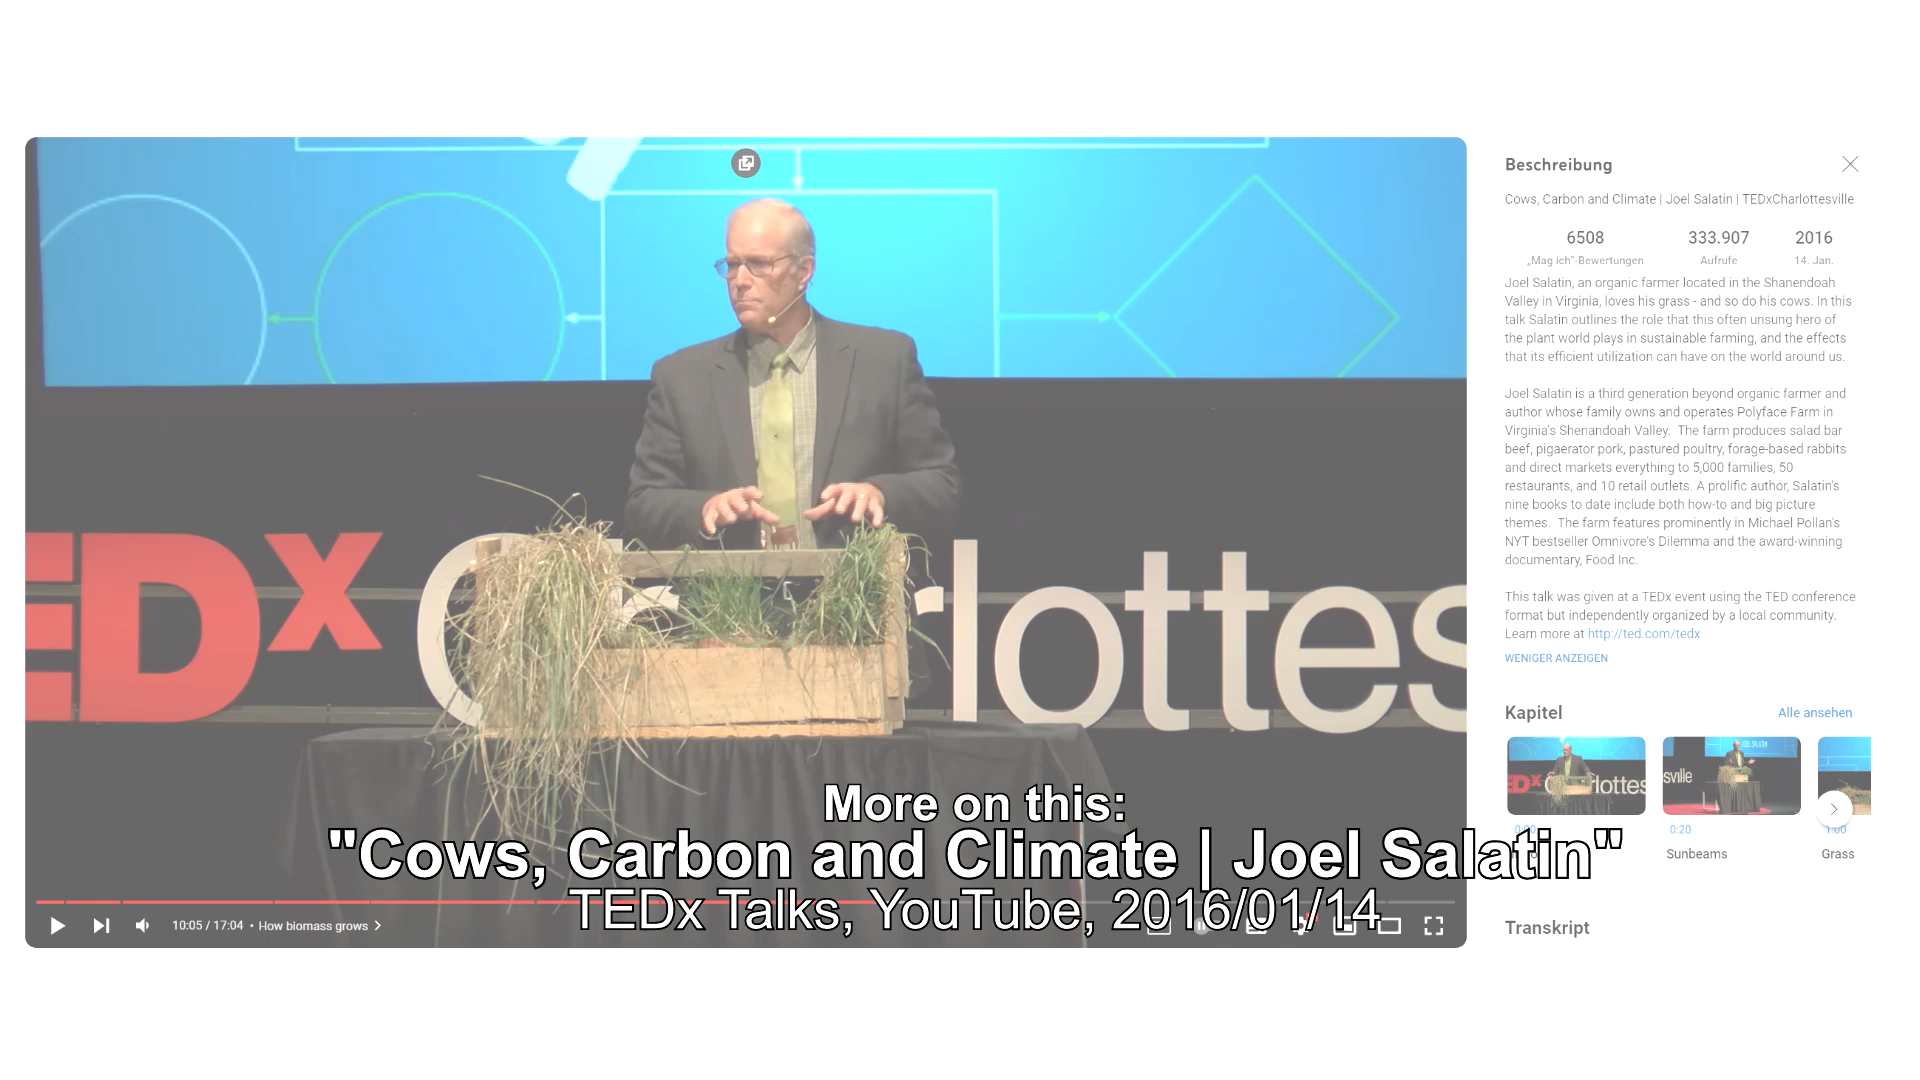 TEDx Charlottes
10:05 / 17:04 • How biomass grows
Beschreibung
Cows, Carbon and Climate | Joel Salatin | TEDxCharlottesville
6508 333.907 2016
„Mag ich“-Bewertungen Aufrufe 14. Jan.
Joel Salatin, an organic farmer located in the Shanendoah
Valley in Virginia, loves his grass - and so do his cows. In this
talk Salatin outlines the role that this often unsung hero of
the plant world plays in sustainable farming, and the effects
that its efficient utilization can have on the world around us.
Joel Salatin is a third generation beyond organic farmer and
author whose family owns and operates Polyface Farm in
Virginia's Shenandoah Valley. The farm produces salad bar
beef, pigaerator pork, pastured poultry, forage-based rabbits
and direct markets everything to 5,000 families, 50
restaurants, and 10 retail outlets. A prolific author, Salatin's
nine books to date include both how-to and big picture
themes. The farm features prominently in Michael Pollan's
NYT bestseller Omnivore's Dilemma and the award-winning
documentary, Food Inc.
This talk was given at a TEDx event using the TED conference
format but independently organized by a local community.
Learn more at http://ted.com/tedx
WENIGER ANZEIGEN
Kapitel Alle ansehen
0:00 0:20 1:00
Sunbeams Grass
Transkript
More on this:
"Cows, Carbon and Climate | Joel Salatin"
TEDx Talks, YouTube, 2016/01/14